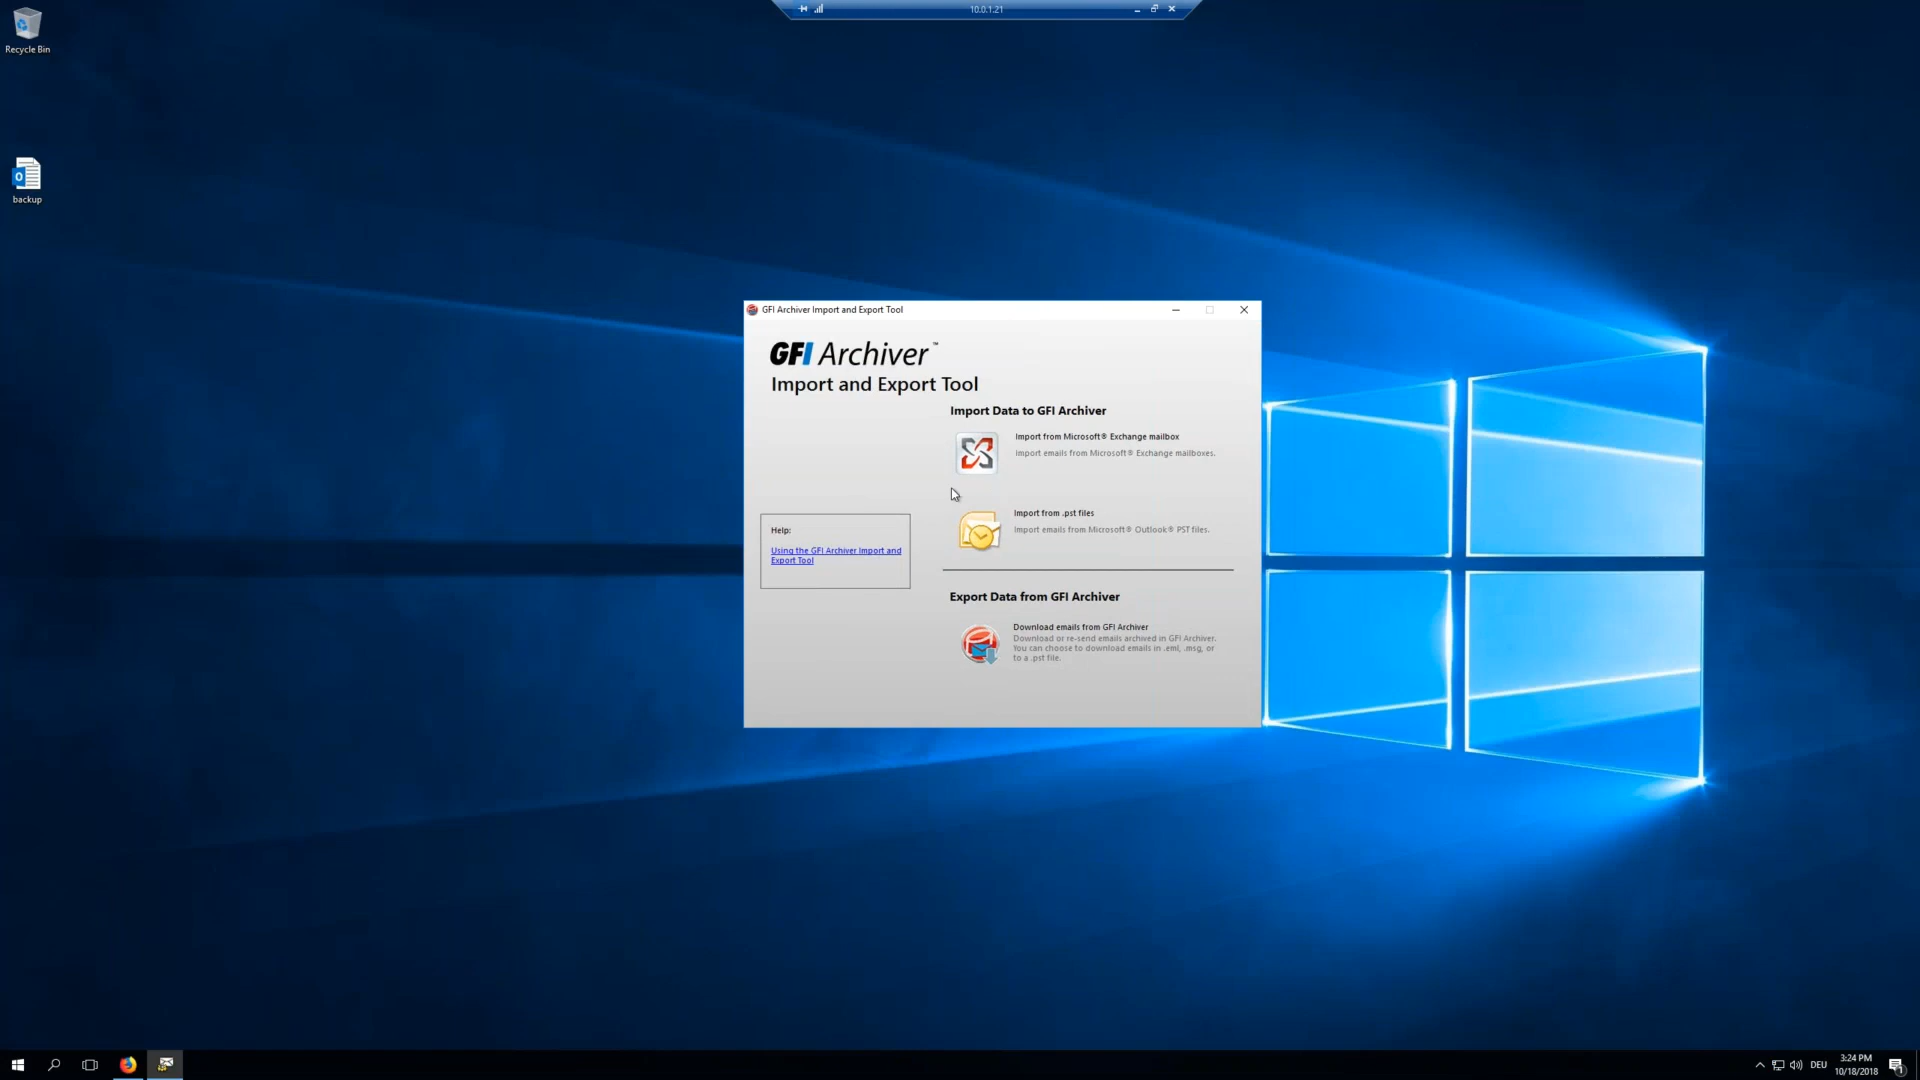 10.0.1.21
Recycle Bin
backup
GFI Archiver Import and Export Tool
GFI Archiver™
Import and Export Tool
Import Data to GFI Archiver
Import from Microsoft® Exchange mailbox
Import emails from Microsoft® Exchange mailboxes.
Import from .pst files
Import emails from Microsoft® Outlook® PST files.
Help:
Using the GFI Archiver Import and
Export Tool
Export Data from GFI Archiver
Download emails from GFI Archiver
Download or re-send emails archived in GFI Archiver.
You can choose to download emails in .eml, .msg, or
to a .pst file.
DEU
3:24 PM
10/18/2018